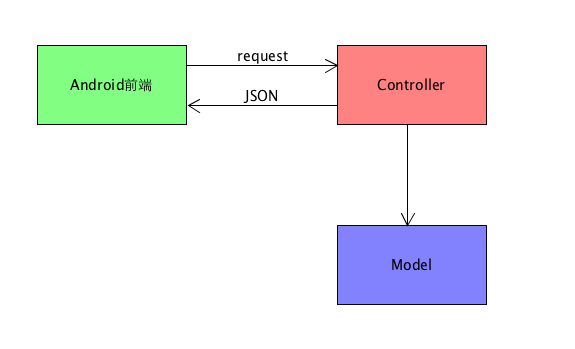 request
Android前端
Controller
JSON
Model